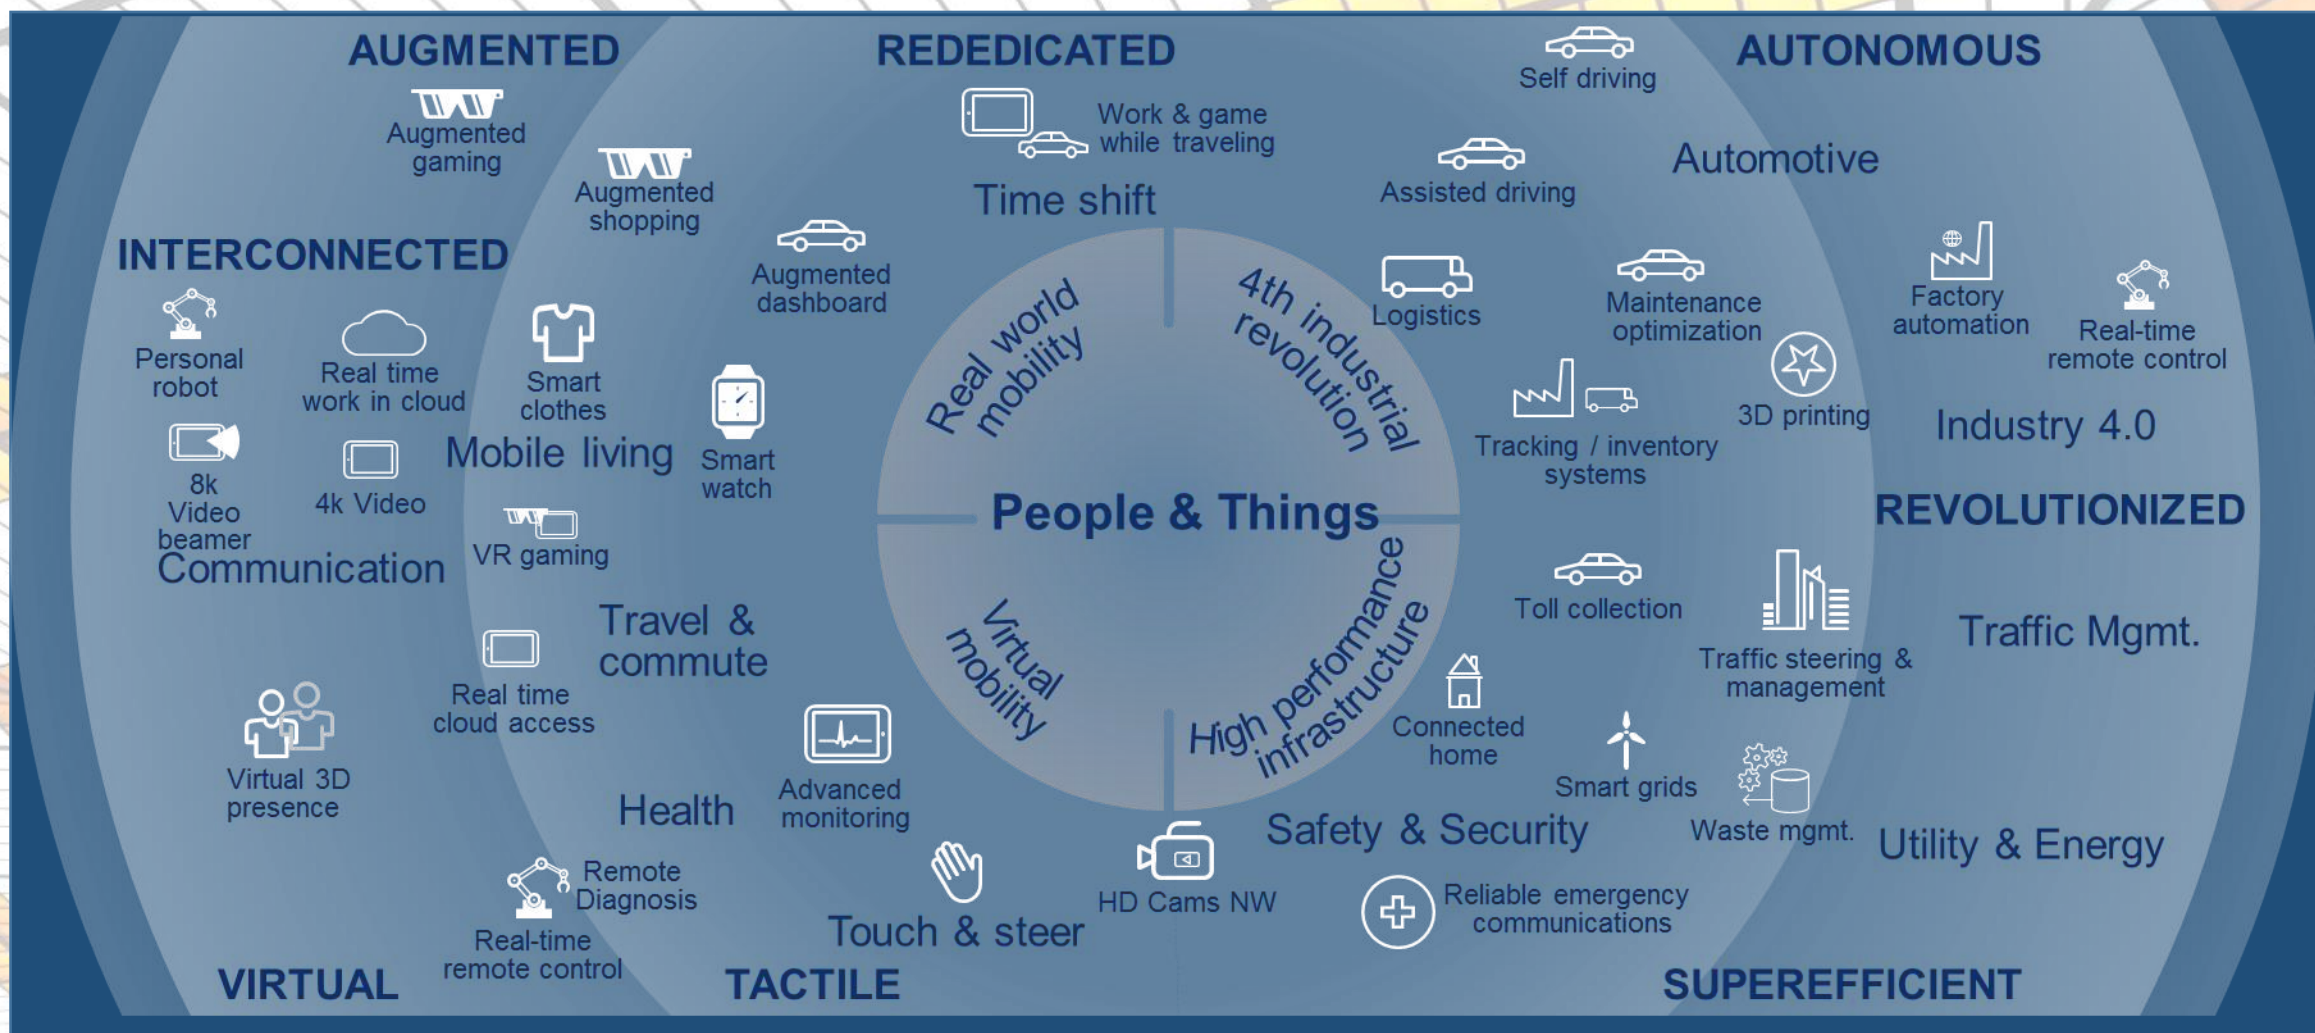 AUGMENTED
REDEDICATED
AUTONOMOUS
Self driving
Augmented
gaming
Work & game
while traveling
Augmented
shopping
Time shift
Assisted driving
Automotive
INTERCONNECTED
Augmented
dashboard
Personal
robot
Real time
work in cloud
Smart
clothes
Real world
mobility
4th industrial
revolution
Logistics
Maintenance
optimization
Factory
automation
Real-time
remote control
3D printing
Industry 4.0
8k
Video
beamer
4k Video
Mobile living
Smart
watch
Tracking / inventory
systems
People & Things
REVOLUTIONIZED
Communication
VR gaming
Travel &
commute
Toll collection
Traffic Mgmt.
Real time
cloud access
Virtual
mobility
High performance
infrastructure
Traffic steering &
management
Connected
home
Virtual 3D
presence
Health
Advanced
monitoring
Smart grids
Safety & Security
Waste mgmt.
Utility & Energy
Remote
Diagnosis
Real-time
remote control
Touch & steer
HD Cams NW
Reliable emergency
communications
VIRTUAL
TACTILE
SUPEREFFICIENT